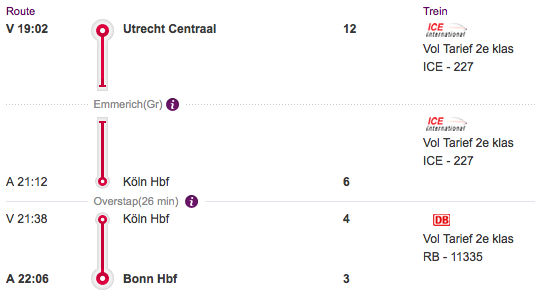 Route Trein
V 19:02 Utrecht Centraal 12 ICE International
Vol Tarief 2e klas
ICE - 227
Emmerich(Gr) i
ICE International
Vol Tarief 2e klas
ICE - 227
A 21:12 Köln Hbf 6
Overstap(26 min) i
V 21:38 Köln Hbf 4 DB
Vol Tarief 2e klas
RB - 11335
A 22:06 Bonn Hbf 3